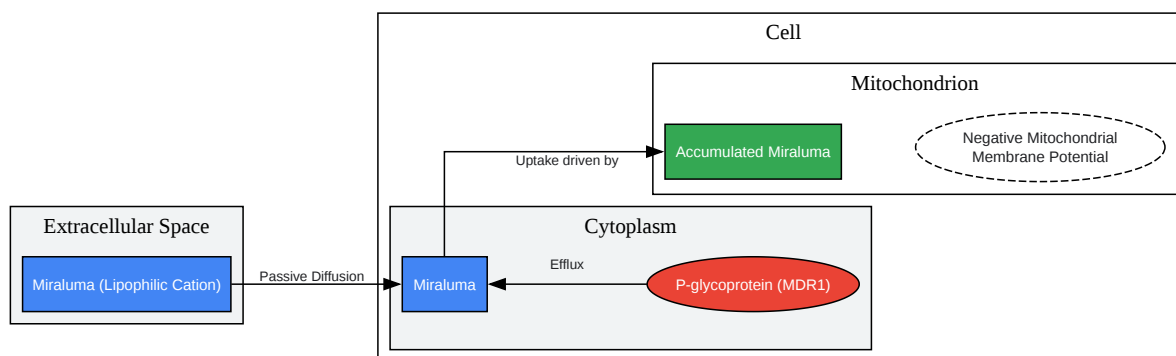 Cell
Mitochondrion
Accumulated Miraluma
Negative Mitochondrial
Membrane Potential
Uptake driven by
Extracellular Space
Miraluma (Lipophilic Cation)
Passive Diffusion
Cytoplasm
Miraluma
Efflux
P-glycoprotein (MDR1)